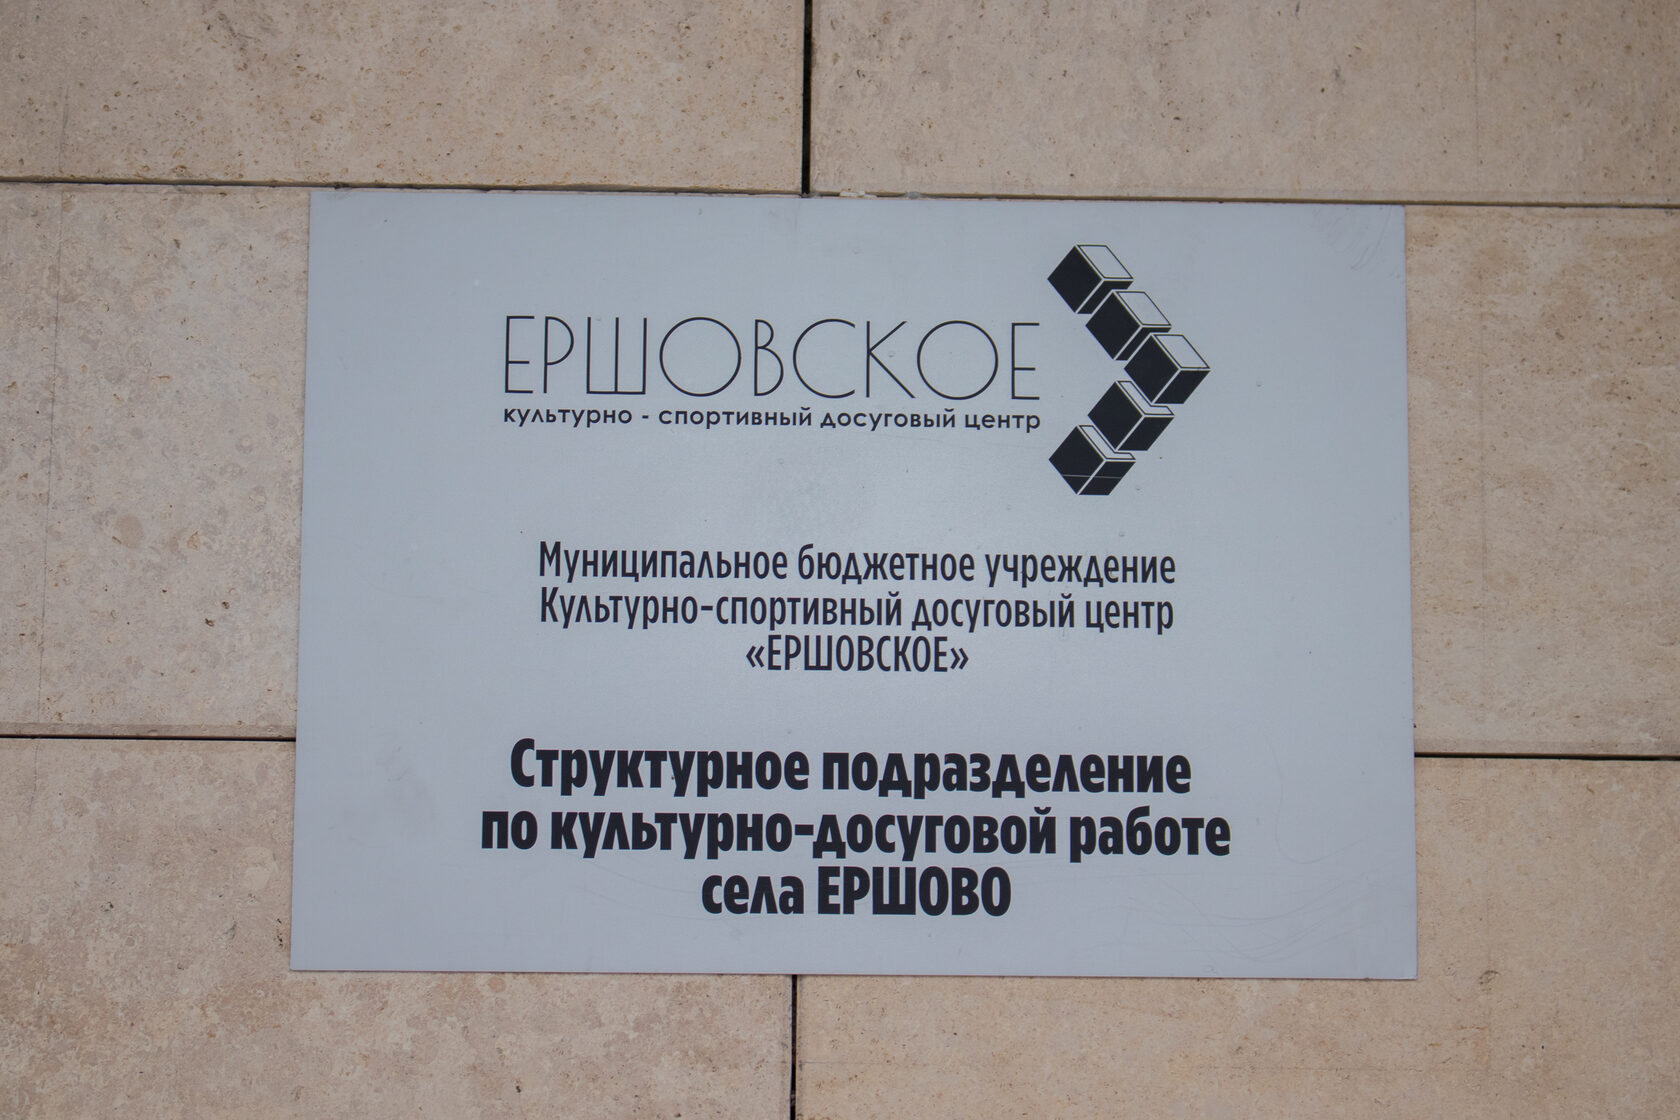 ЕРШОВСКОЕ
культурно - спортивный досуговый центр
Муниципальное бюджетное учреждение
Культурно-спортивный досуговый центр
«ЕРШОВСКОЕ»
Структурное подразделение
по культурно-досуговой работе
села ЕРШОВО